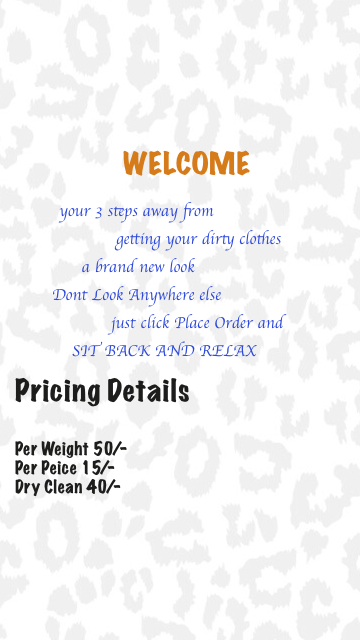 WELCOME
your 3 steps away from
getting your dirty clothes
a brand new look
Dont Look Anywhere else
just click Place Order and
SIT BACK AND RELAX
Pricing Details
Per Weight 50/-
Per Peice 15/-
Dry Clean 40/-